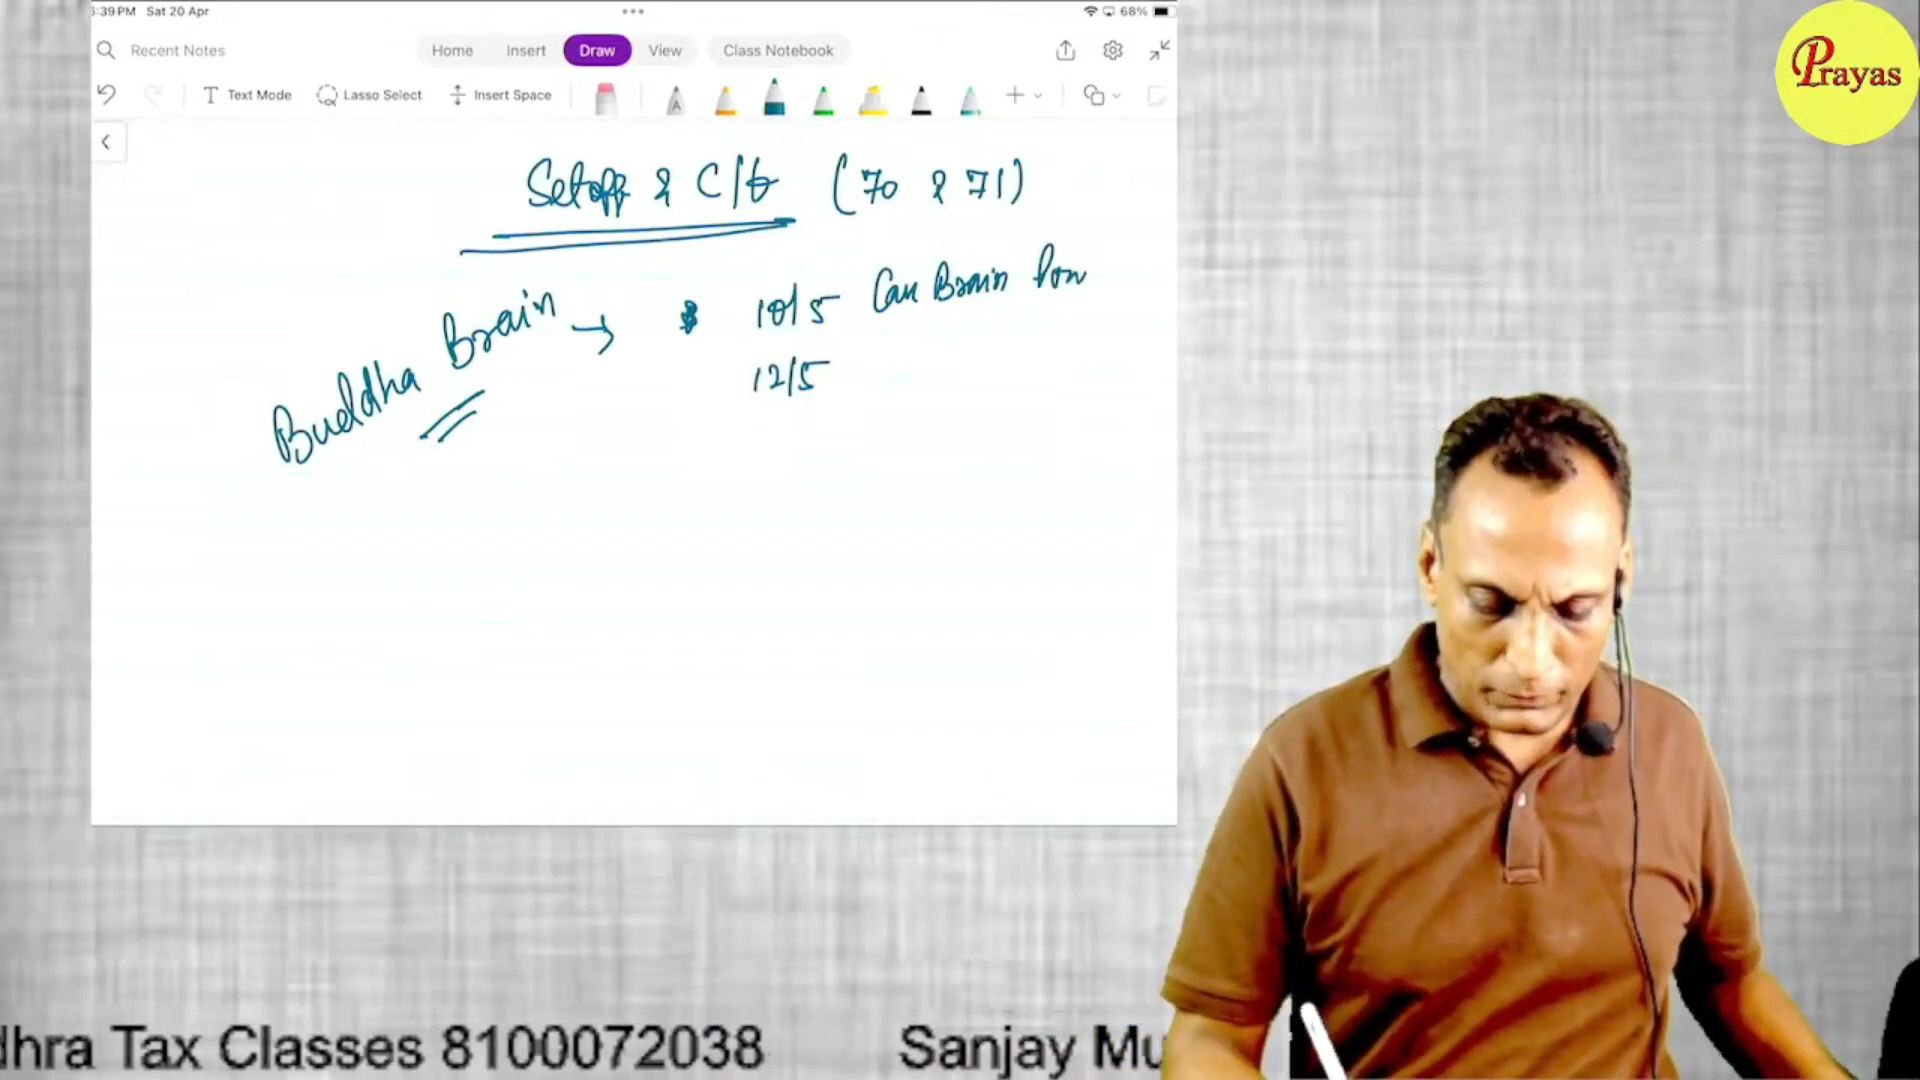 :39 PM Sat 20 Apr
68%
Recent Notes
Home Insert Draw View Class Notebook
Text Mode Lasso Select Insert Space
Prayas
Setoff & C/f (70 & 71)
Buddha Brain → 10/5 Can Brain
12/5
dhra Tax Classes 8100072038 Sanjay Mu